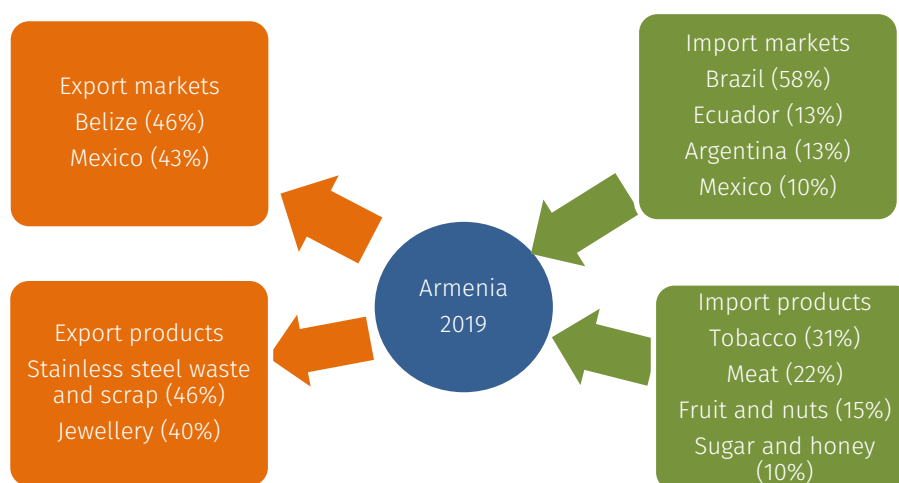 Export markets
Belize (46%)
Mexico (43%)
Import markets
Brazil (58%)
Ecuador (13%)
Argentina (13%)
Mexico (10%)
Armenia
2019
Export products
Stainless steel waste
and scrap (46%)
Jewellery (40%)
Import products
Tobacco (31%)
Meat (22%)
Fruit and nuts (15%)
Sugar and honey
(10%)